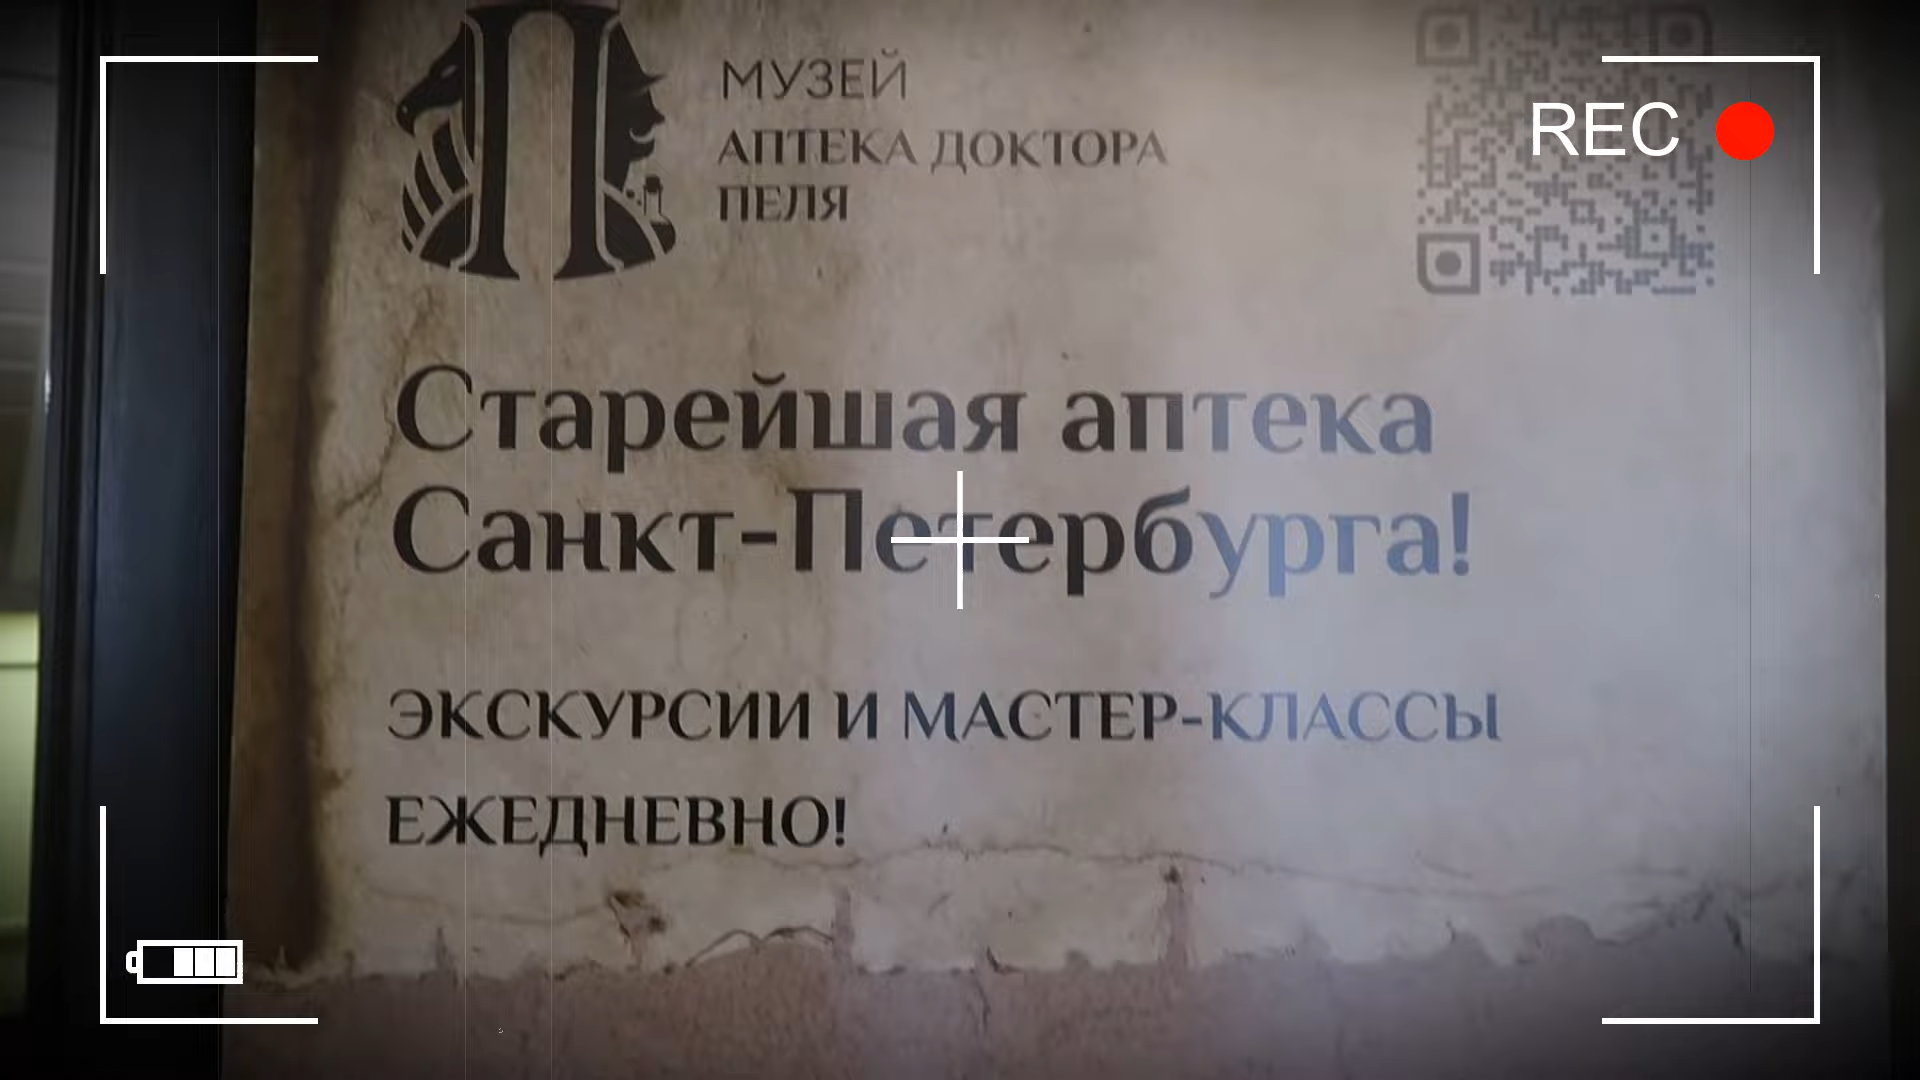 МУЗЕЙ
АПТЕКА ДОКТОРА
ПЕЛЯ
REC
Старейшая аптека
Санкт-Петербурга!
ЭКСКУРСИИ И МАСТЕР-КЛАССЫ
ЕЖЕДНЕВНО!